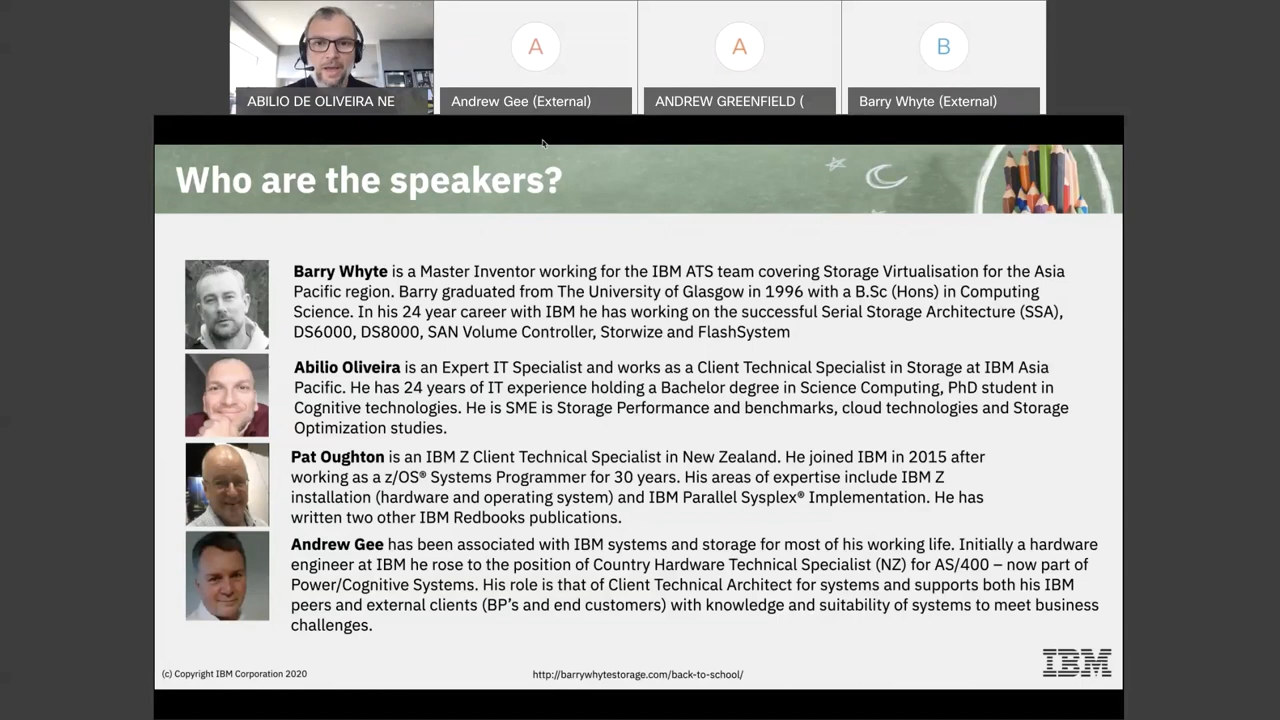 A
A
B
ABILIO DE OLIVEIRA NE
Andrew Gee (External)
ANDREW GREENFIELD (
Barry Whyte (External)
Who are the speakers?
Barry Whyte is a Master Inventor working for the IBM ATS team covering Storage Virtualisation for the Asia
Pacific region. Barry graduated from The University of Glasgow in 1996 with a B.Sc (Hons) in Computing
Science. In his 24 year career with IBM he has working on the successful Serial Storage Architecture (SSA),
DS6000, DS8000, SAN Volume Controller, Storwize and FlashSystem
Abilio Oliveira is an Expert IT Specialist and works as a Client Technical Specialist in Storage at IBM Asia
Pacific. He has 24 years of IT experience holding a Bachelor degree in Science Computing, PhD student in
Cognitive technologies. He is SME is Storage Performance and benchmarks, cloud technologies and Storage
Optimization studies.
Pat Oughton is an IBM Z Client Technical Specialist in New Zealand. He joined IBM in 2015 after
working as a z/OS® Systems Programmer for 30 years. His areas of expertise include IBM Z
installation (hardware and operating system) and IBM Parallel Sysplex® Implementation. He has
written two other IBM Redbooks publications.
Andrew Gee has been associated with IBM systems and storage for most of his working life. Initially a hardware
engineer at IBM he rose to the position of Country Hardware Technical Specialist (NZ) for AS/400 – now part of
Power/Cognitive Systems. His role is that of Client Technical Architect for systems and supports both his IBM
peers and external clients (BP's and end customers) with knowledge and suitability of systems to meet business
challenges.
(c) Copyright IBM Corporation 2020
http://barrywhytestorage.com/back-to-school/
IBM